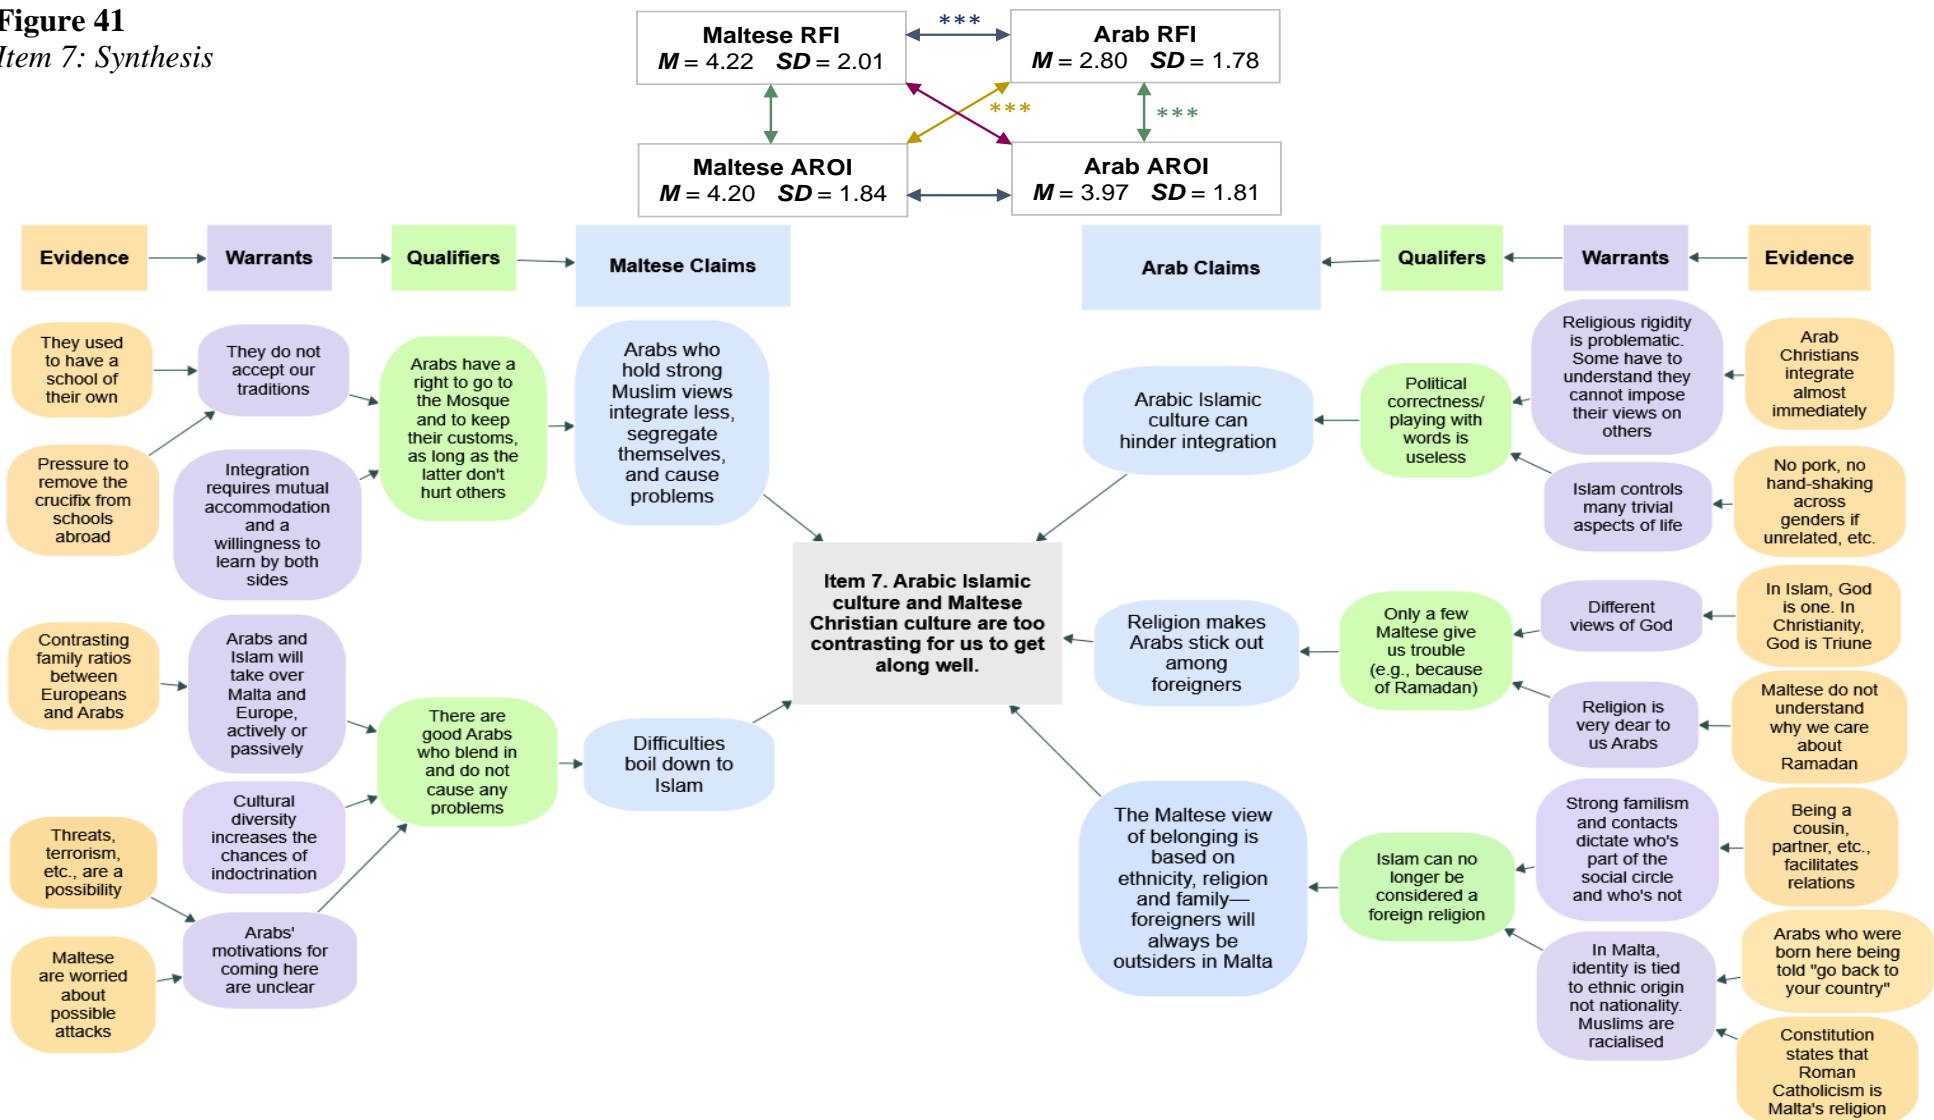 Figure 41
Item 7: Synthesis
***
Maltese RFI
M = 4.22 SD = 2.01
Arab RFI
M = 2.80 SD = 1.78
***
***
Maltese AROI
M = 4.20 SD = 1.84
Arab AROI
M = 3.97 SD = 1.81
Evidence
Warrants
Qualifiers
Maltese Claims
Arab Claims
Qualifers
Warrants
Evidence
They used
to have a
school of
their own
Pressure to
remove the
crucifix from
schools
abroad
They do not
accept our
traditions
Integration
requires mutual
accommodation
and a
willingness to
learn by both
sides
Arabs have a
right to go to
the Mosque
and to keep
their customs,
as long as the
latter don't
hurt others
Arabs who
hold strong
Muslim views
integrate less,
segregate
themselves,
and cause
problems
Contrasting
family ratios
between
Europeans
and Arabs
Threats,
terrorism,
etc., are a
possibility
Maltese
are worried
about
possible
attacks
Arabs and
Islam will
take over
Malta and
Europe,
actively or
passively
Cultural
diversity
increases the
chances of
indoctrination
Arabs'
motivations for
coming here
are unclear
There are
good Arabs
who blend in
and do not
cause any
problems
Difficulties
boil down to
Islam
Item 7. Arabic Islamic
culture and Maltese
Christian culture are too
contrasting for us to get
along well.
Arabic Islamic
culture can
hinder integration
Political
correctness/
playing with
words is
useless
Religious rigidity
is problematic.
Some have to
understand they
cannot impose
their views on
others
Islam controls
many trivial
aspects of life
Arab
Christians
integrate
almost
immediately
No pork, no
hand-shaking
across
genders if
unrelated, etc.
Religion makes
Arabs stick out
among
foreigners
Only a few
Maltese give
us trouble
(e.g., because
of Ramadan)
Different
views of God
Religion is
very dear to
us Arabs
In Islam, God
is one. In
Christianity,
God is Triune
Maltese do not
understand
why we care
about
Ramadan
The Maltese view
of belonging is
based on
ethnicity, religion
and family—
foreigners will
always be
outsiders in Malta
Islam can no
longer be
considered a
foreign religion
Strong familism
and contacts
dictate who's
part of the
social circle
and who's not
In Malta,
identity is tied
to ethnic origin
not nationality.
Muslims are
racialised
Being a
cousin,
partner, etc.,
facilitates
relations
Arabs who were
born here being
told "go back to
your country"
Constitution
states that
Roman
Catholicism is
Malta's religion